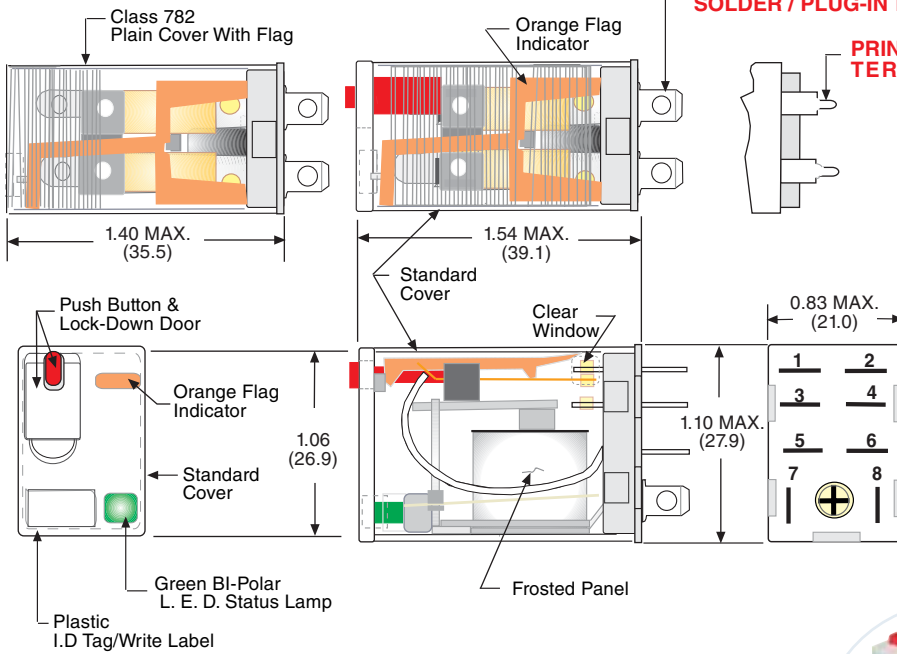 Class 782
Plain Cover With Flag
Orange Flag
Indicator
SOLDER / PLUG-IN
1.40 MAX.
(35.5)
1.54 MAX.
(39.1)
Standard
Cover
Push Button &
Lock-Down Door
Clear
Window
0.83 MAX.
(21.0)
Orange Flag
Indicator
1.06
(26.9)
1.10 MAX.
(27.9)
1 2
3 4
5 6
7 8
Standard
Cover
Green BI-Polar
L. E. D. Status Lamp
Frosted Panel
Plastic
I.D Tag/Write Label